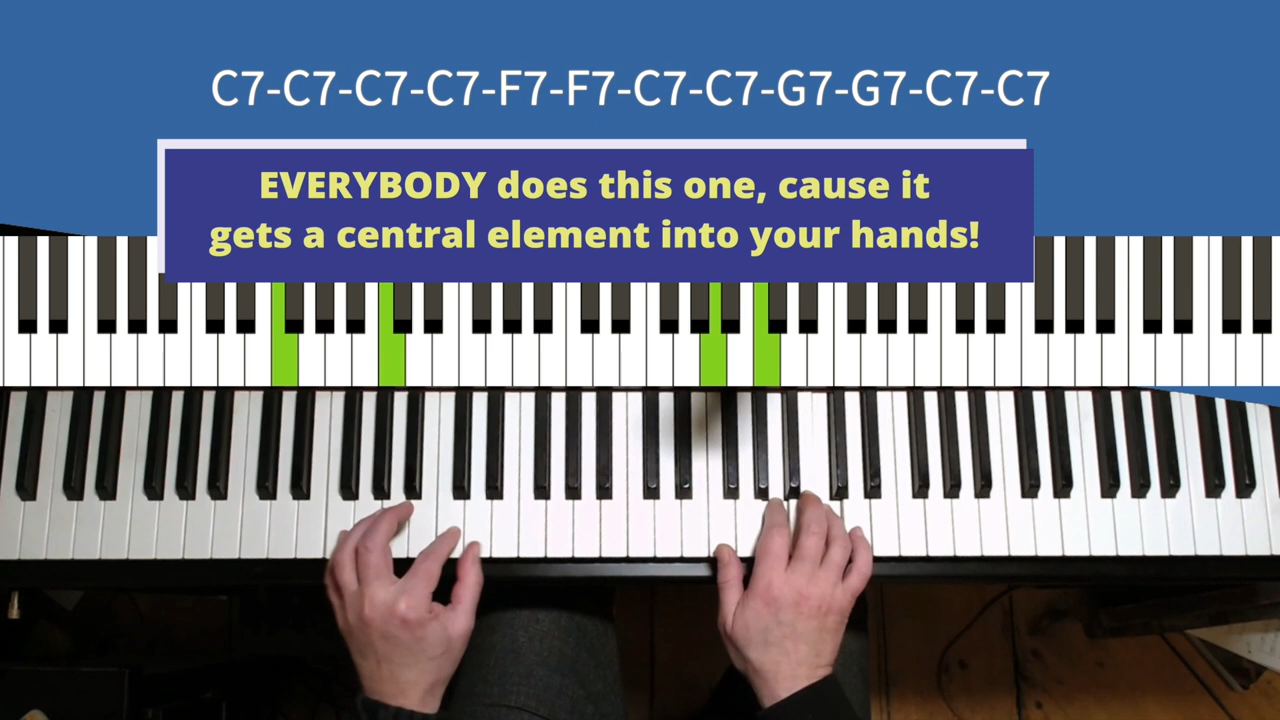 C7-C7-C7-C7-F7-F7-C7-C7-G7-G7-C7-C7
EVERYBODY does this one, cause it
gets a central element into your hands!